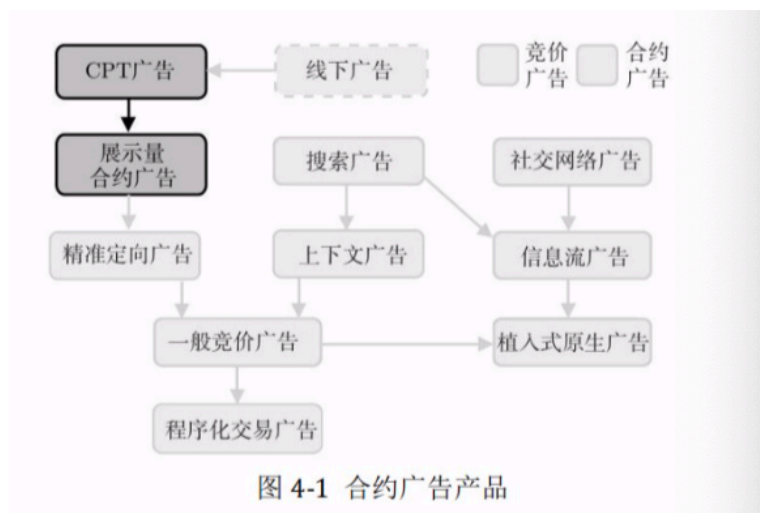 CPT广告
线下广告
竞价
广告
合约
广告
展示量
合约广告
搜索广告
社交网络广告
精准定向广告
上下文广告
信息流广告
一般竞价广告
植入式原生广告
程序化交易广告
图 4-1 合约广告产品